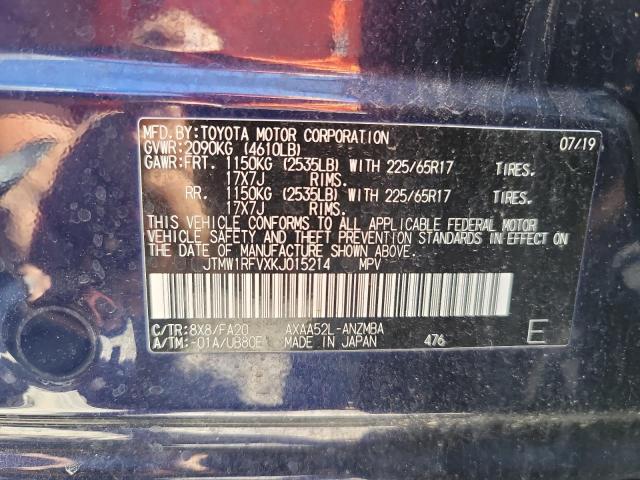 MFD.BY:TOYOTA MOTOR CORPORATION 07/19
GVWR:2090KG (4610LB)
GAWR:FRT. 1150KG (2535LB) WITH 225/65R17 TIRES.
17X7J RIMS.
RR. 1150KG (2535LB) WITH 225/65R17 TIRES.
17X7J RIMS.
THIS VEHICLE CONFORMS TO ALL APPLICABLE FEDERAL MOTOR
VEHICLE SAFETY AND THEFT PREVENTION STANDARDS IN EFFECT ON
THE DATE OF MANUFACTURE SHOWN ABOVE.
JTMW1RFVXKJ015214 MPV
C/TR:8X8/FA20 AXAA52L-ANZMBA
A/TM:-01A/UB80E MADE IN JAPAN 476 E